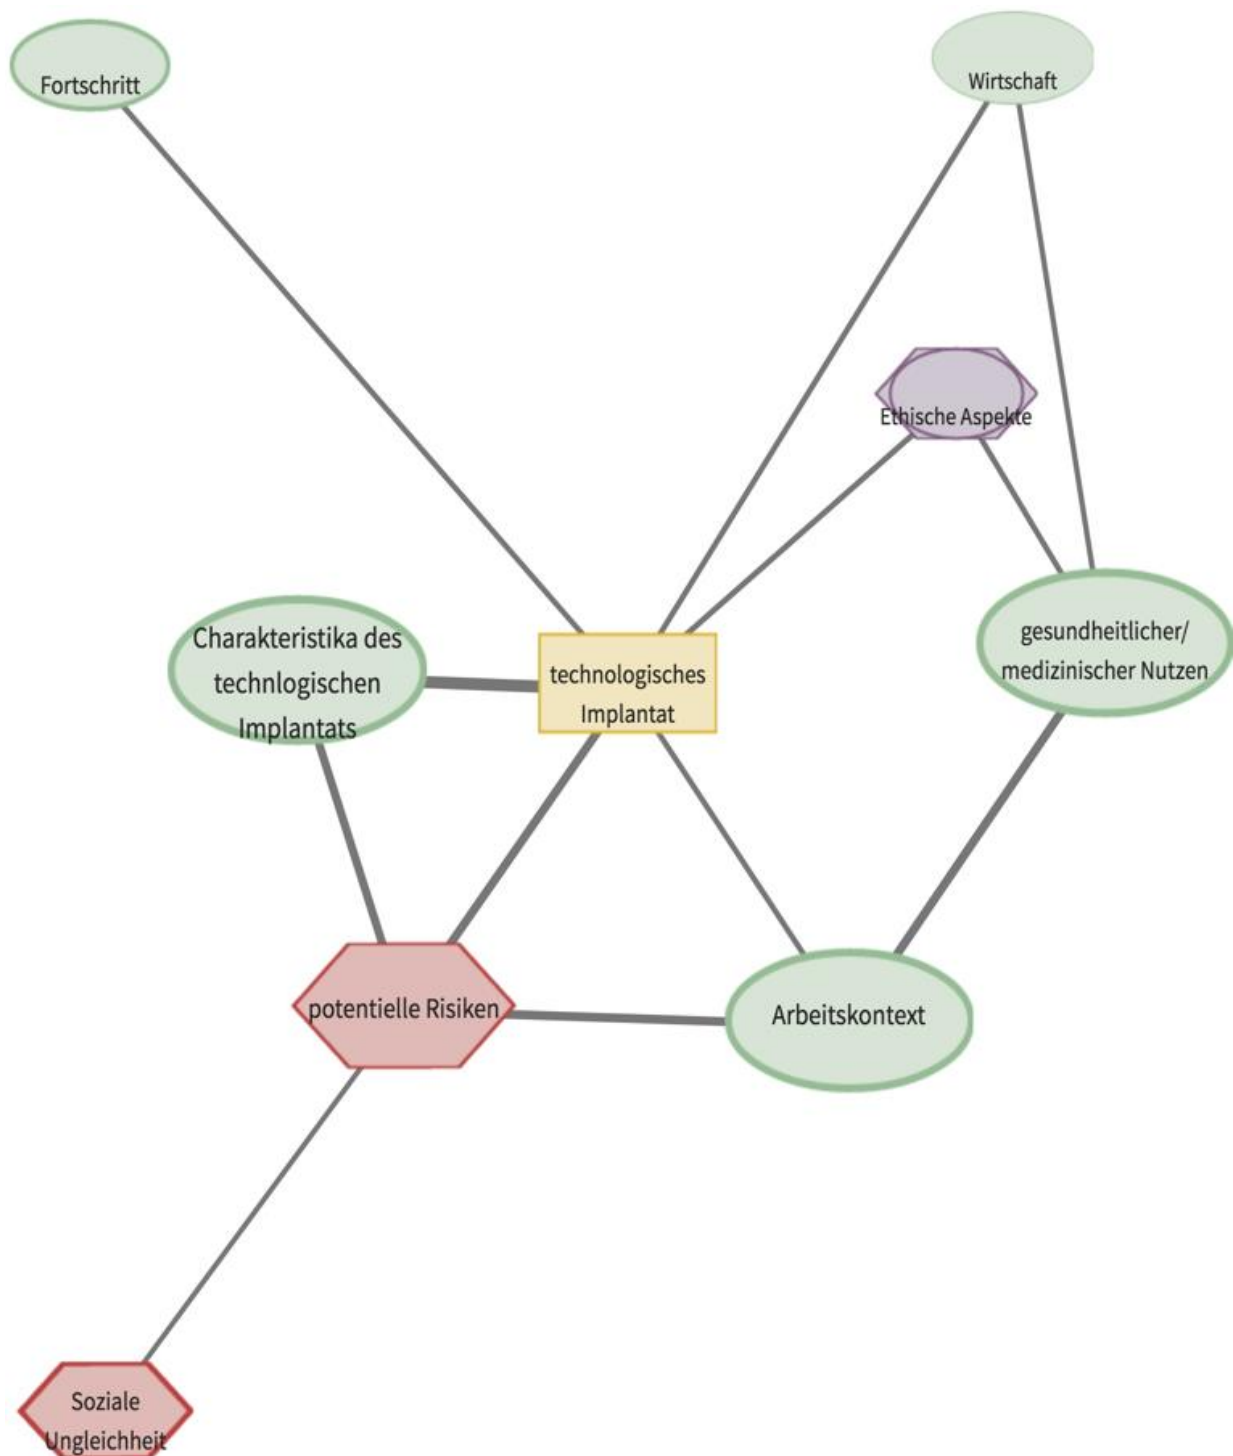 Fortschritt
Wirtschaft
Ethische Aspekte
gesundheitlicher/
medizinischer Nutzen
Charakteristika des
technlogischen
Implantats
technologisches
Implantat
potentielle Risiken
Arbeitskontext
Soziale
Ungleichheit